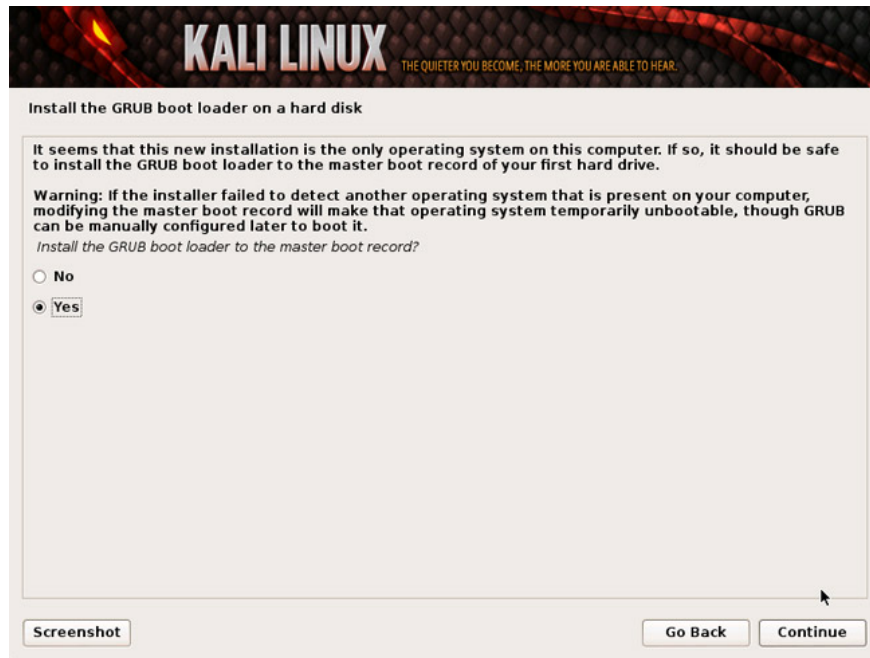 KALI LINUX
THE QUIETER YOU BECOME, THE MORE YOU ARE ABLE TO HEAR.
Install the GRUB boot loader on a hard disk
It seems that this new installation is the only operating system on this computer. If so, it should be safe
to install the GRUB boot loader to the master boot record of your first hard drive.
Warning: If the installer failed to detect another operating system that is present on your computer,
modifying the master boot record will make that operating system temporarily unbootable, though GRUB
can be manually configured later to boot it.
Install the GRUB boot loader to the master boot record?
No
Yes
Screenshot
Go Back
Continue